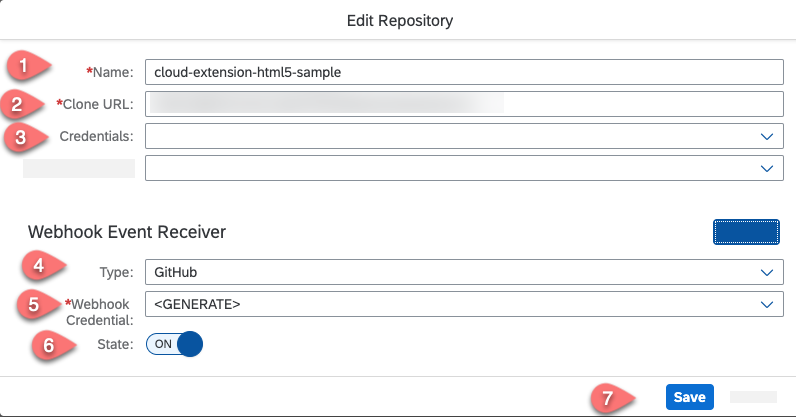 Edit Repository
1 *Name: cloud-extension-html5-sample
2 *Clone URL:
3 Credentials:
Webhook Event Receiver
4 Type: GitHub
5 *Webhook Credential: <GENERATE>
6 State: ON
7 Save